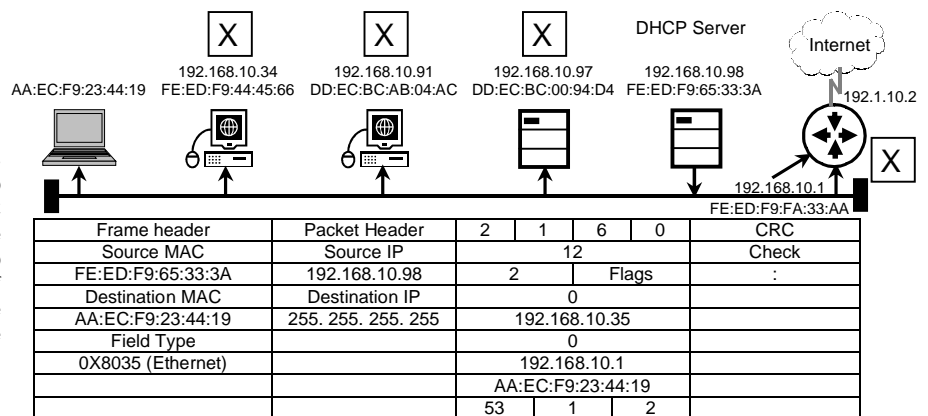 X X X DHCP Server
Internet
192.168.10.34 192.168.10.91 192.168.10.97 192.168.10.98
AA:EC:F9:23:44:19 FE:ED:F9:44:45:66 DD:EC:BC:AB:04:AC DD:EC:BC:00:94:D4 FE:ED:F9:65:33:3A
192.1.10.2
X
192.168.10.1
FE:ED:F9:FA:33:AA
Frame header Packet Header 2 1 6 0 CRC
Source MAC Source IP 12 Check
FE:ED:F9:65:33:3A 192.168.10.98 2 Flags :
Destination MAC Destination IP 0
AA:EC:F9:23:44:19 255. 255. 255. 255 192.168.10.35
Field Type 0
0X8035 (Ethernet) 192.168.10.1
AA:EC:F9:23:44:19
53 1 2